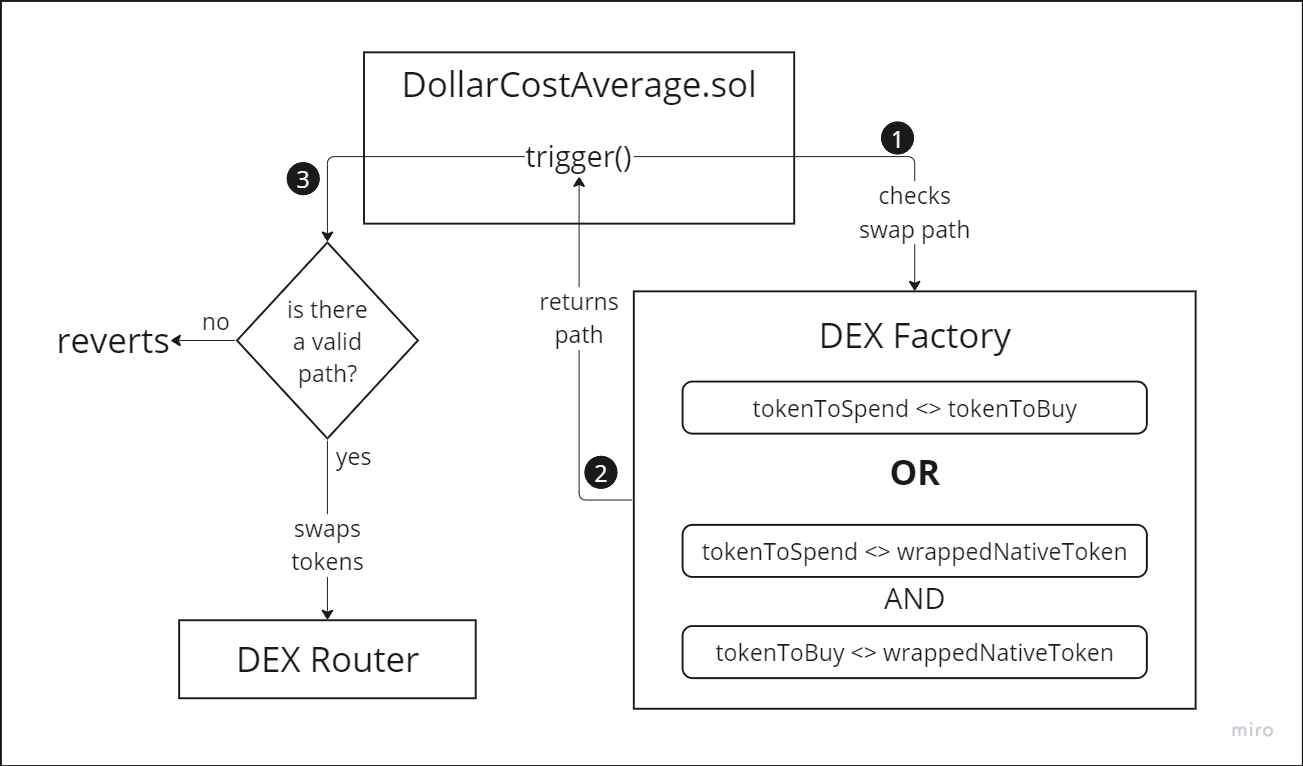 DollarCostAverage.sol
trigger()
1
checks
swap path
3
is there
a valid
path?
no
reverts
yes
swaps
tokens
DEX Router
returns
path
2
DEX Factory
tokenToSpend <> tokenToBuy
OR
tokenToSpend <> wrappedNativeToken
AND
tokenToBuy <> wrappedNativeToken
miro